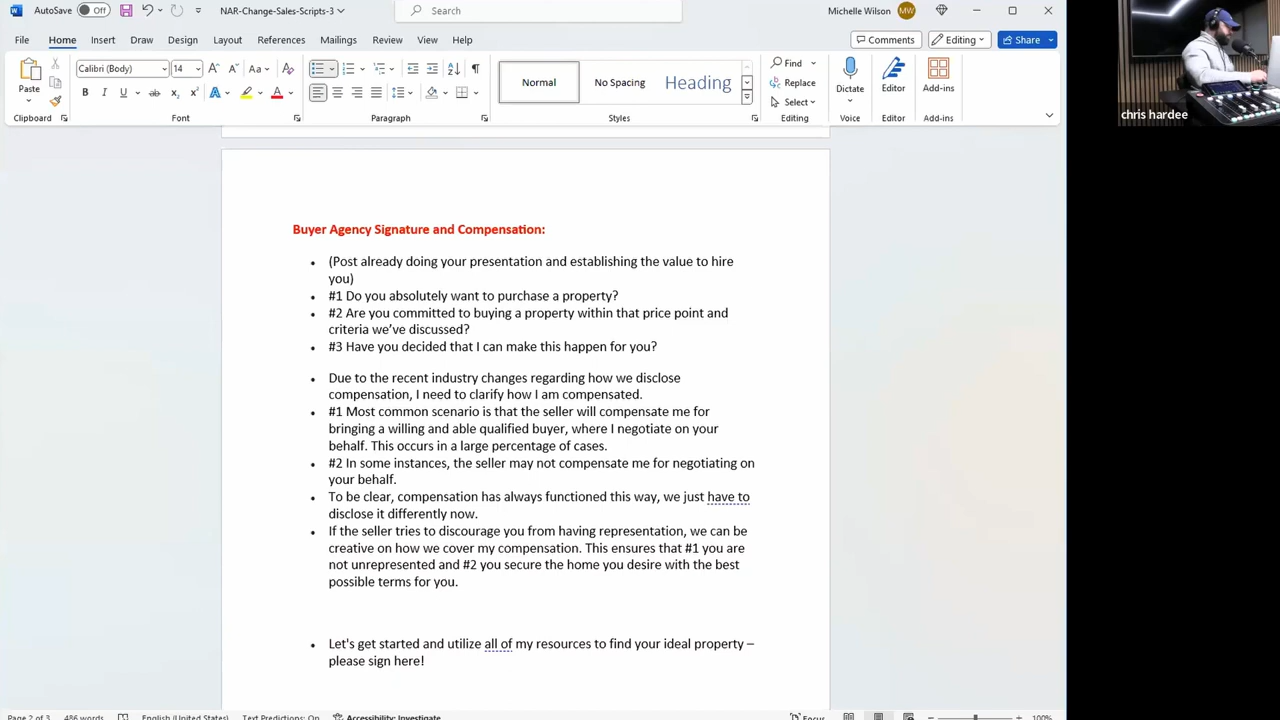 AutoSave Off NAR-Change-Sales-Scripts-3 Search Michelle Wilson MW
File Home Insert Draw Design Layout References Mailings Review View Help Comments Editing Share
Paste Calibri (Body) 14 Aa Normal No Spacing Heading Find Replace Select Dictate Editor Add-ins
Clipboard Font Paragraph Styles Editing Voice Editor Add-ins
chris hardee
Buyer Agency Signature and Compensation:
(Post already doing your presentation and establishing the value to hire
you)
#1 Do you absolutely want to purchase a property?
#2 Are you committed to buying a property within that price point and
criteria we've discussed?
#3 Have you decided that I can make this happen for you?
Due to the recent industry changes regarding how we disclose
compensation, I need to clarify how I am compensated.
#1 Most common scenario is that the seller will compensate me for
bringing a willing and able qualified buyer, where I negotiate on your
behalf. This occurs in a large percentage of cases.
#2 In some instances, the seller may not compensate me for negotiating on
your behalf.
To be clear, compensation has always functioned this way, we just have to
disclose it differently now.
If the seller tries to discourage you from having representation, we can be
creative on how we cover my compensation. This ensures that #1 you are
not unrepresented and #2 you secure the home you desire with the best
possible terms for you.
Let's get started and utilize all of my resources to find your ideal property –
please sign here!
Page 2 of 3 486 words English (United States) Text Predictions: On Accessibility: Investigate Focus 100%